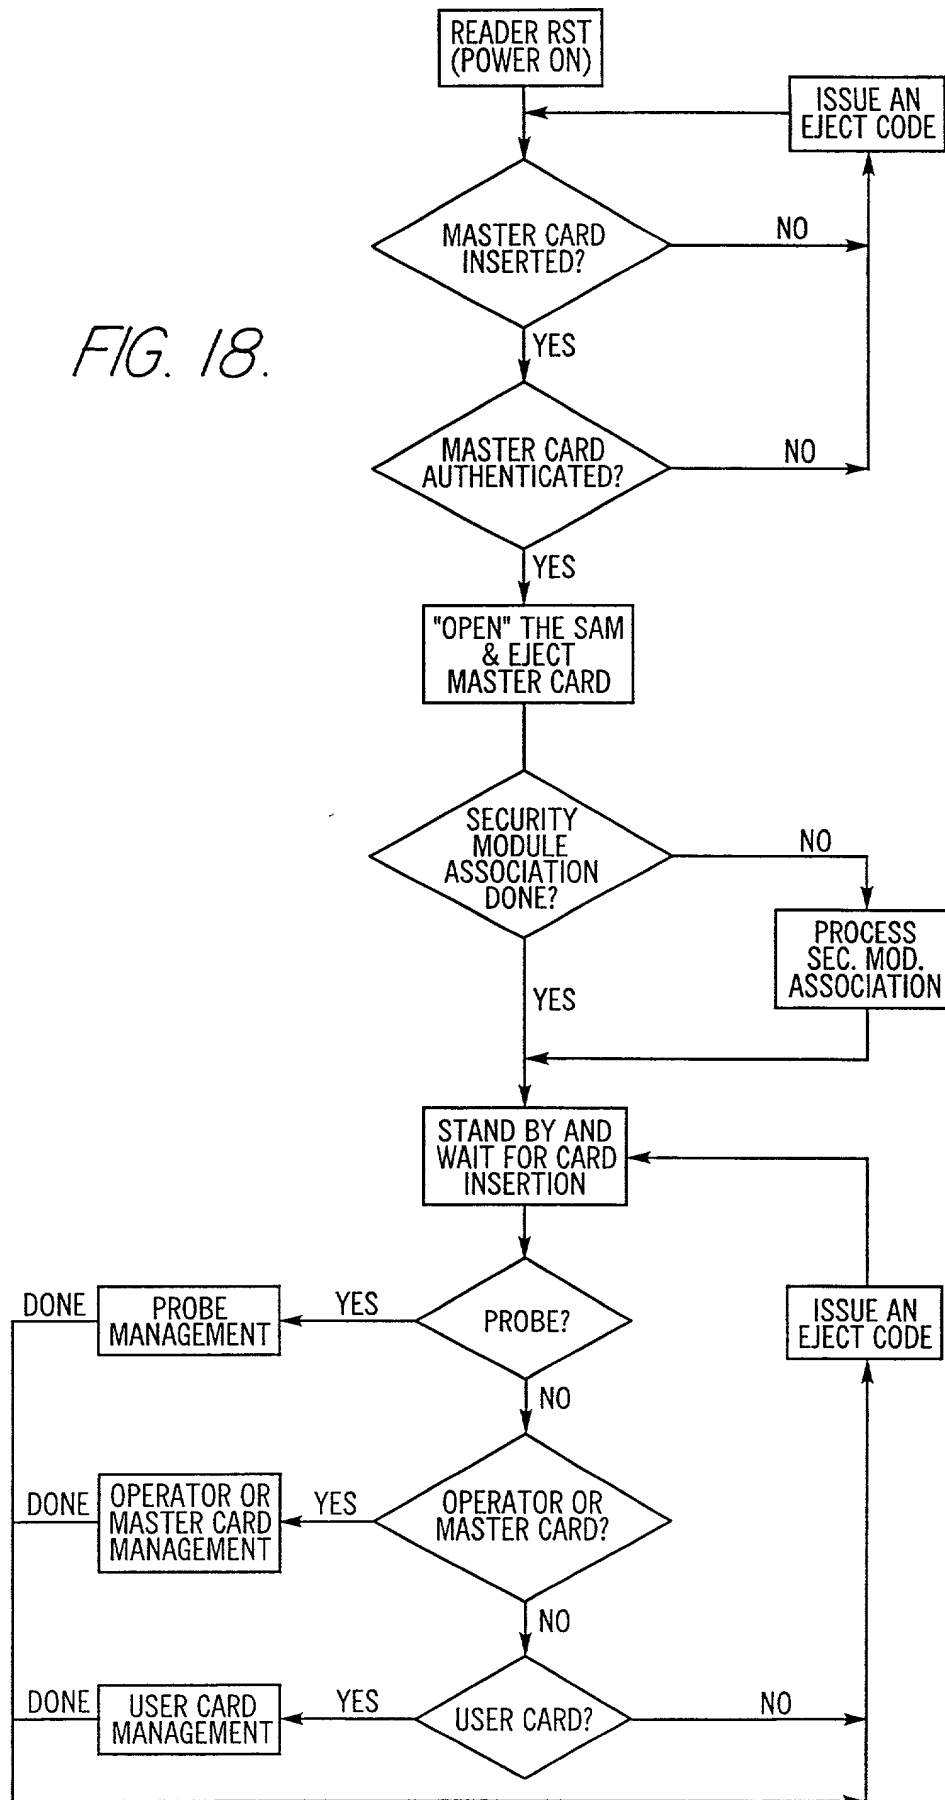 READER RST
(POWER ON)
ISSUE AN
EJECT CODE
MASTER CARD
INSERTED?
NO
FIG. 18.
YES
MASTER CARD
AUTHENTICATED?
NO
YES
"OPEN" THE SAM
& EJECT
MASTER CARD
SECURITY
MODULE
ASSOCIATION
DONE?
NO
PROCESS
SEC. MOD.
ASSOCIATION
YES
STAND BY AND
WAIT FOR CARD
INSERTION
DONE
PROBE
MANAGEMENT
YES
PROBE?
ISSUE AN
EJECT CODE
NO
DONE
OPERATOR OR
MASTER CARD
MANAGEMENT
YES
OPERATOR OR
MASTER CARD?
NO
DONE
USER CARD
MANAGEMENT
YES
USER CARD?
NO